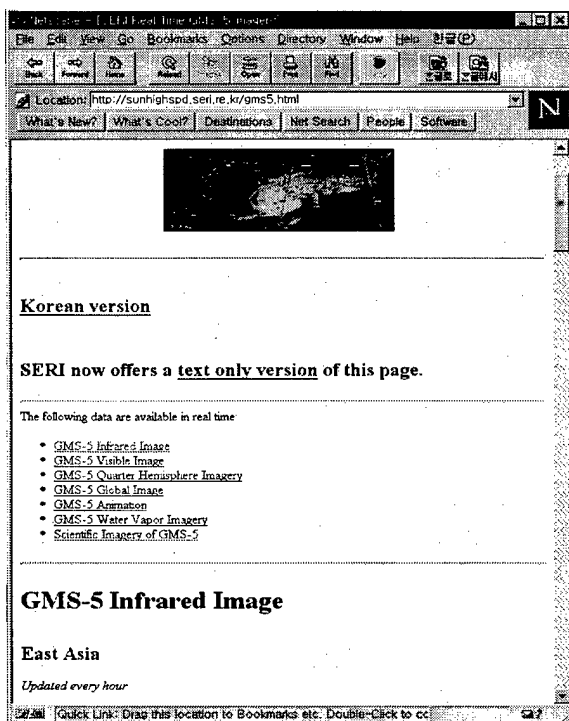 File Edit View Go Bookmarks Options Directory Window Help 한글(P)
Back Forward Home Reload Open Print Find
Location: http://sunhighspd.seri.re.kr/gms5.html
What's New? What's Cool? Destinations Net Search People Software
N
Korean version
SERI now offers a text only version of this page.
The following data are available in real time:
GMS-5 Infrared Image
GMS-5 Visible Image
GMS-5 Quarter Hemisphere Imagery
GMS-5 Global Image
GMS-5 Animation
GMS-5 Water Vapor Imagery
Scientific Imagery of GMS-5
GMS-5 Infrared Image
East Asia
Updated every hour
Quick Link: Drag this location to Bookmarks etc. Double-Click to cc